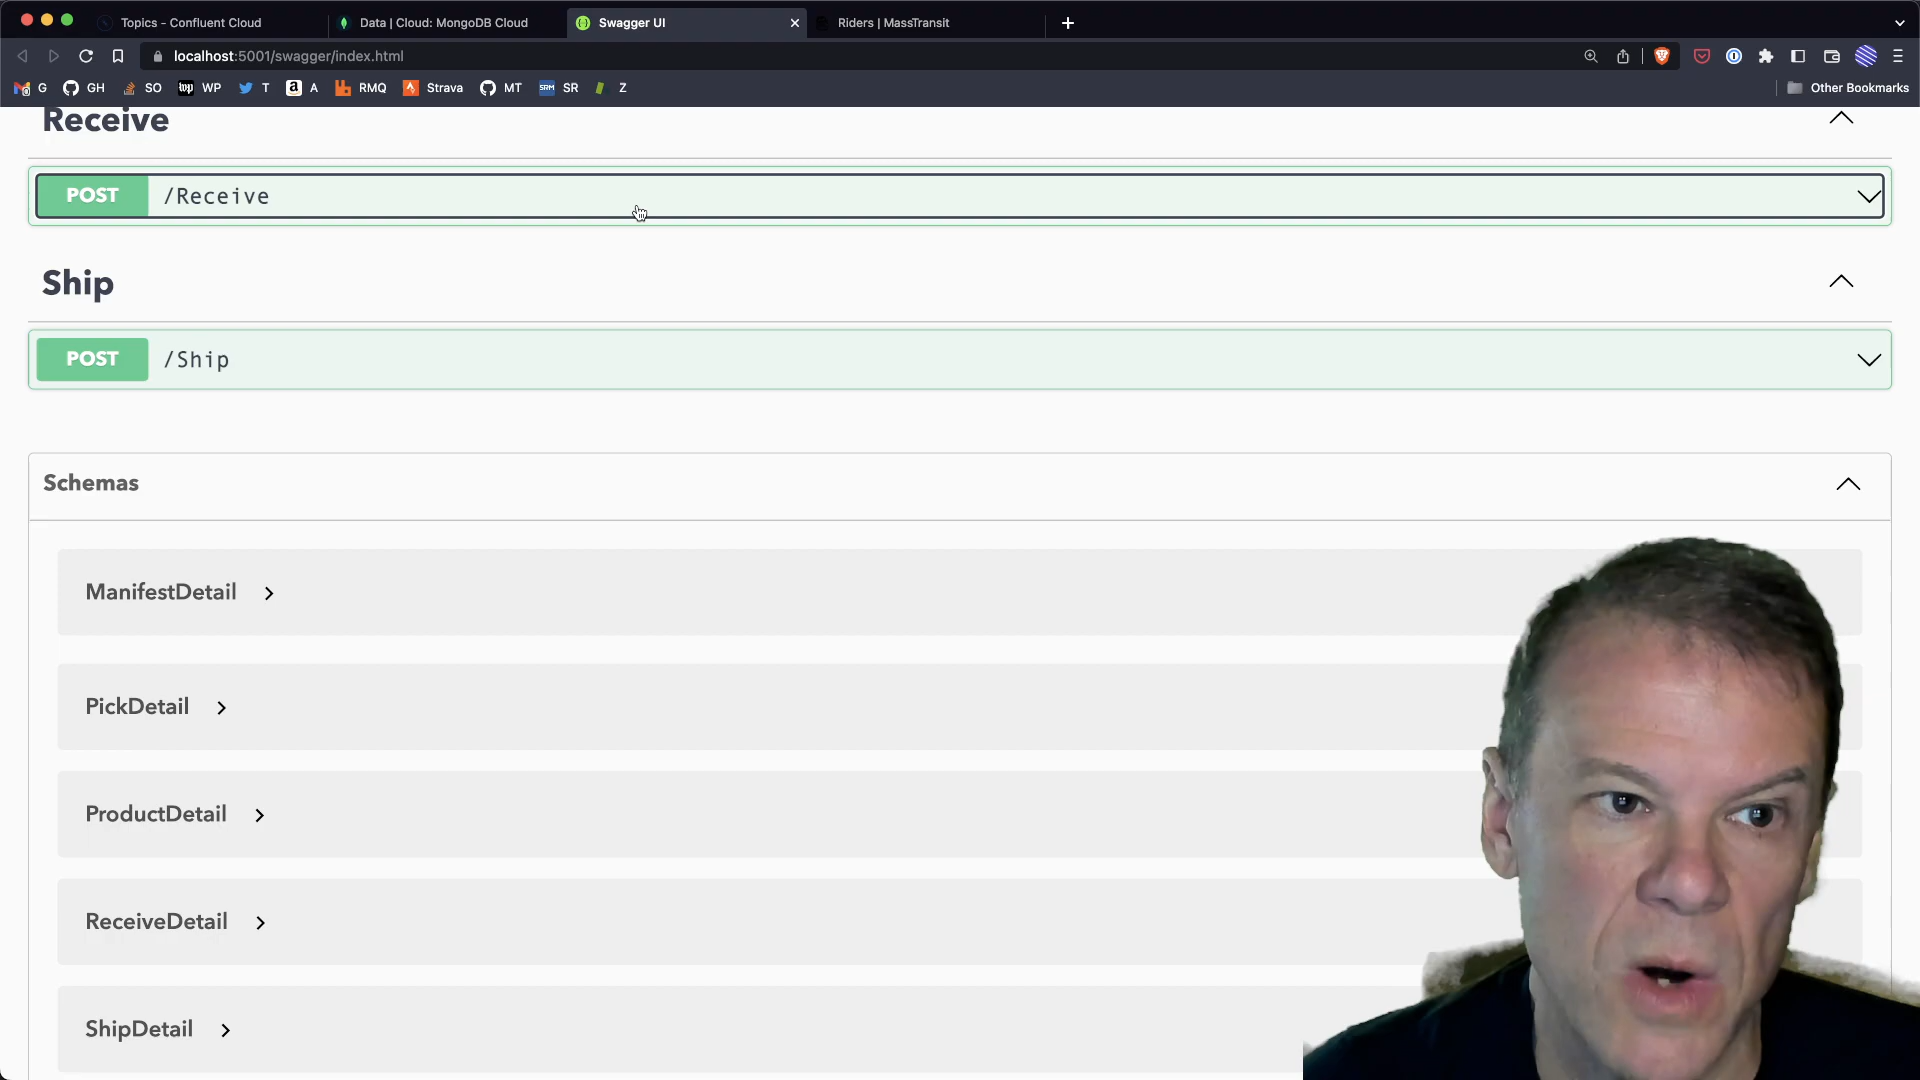 Topics - Confluent Cloud
Data | Cloud: MongoDB Cloud
Swagger UI
Riders | MassTransit
localhost:5001/swagger/index.html
G
GH
SO
WP
T
A
RMQ
Strava
MT
SRM SR
Z
Other Bookmarks
Receive
POST /Receive
Ship
POST /Ship
Schemas
ManifestDetail
PickDetail
ProductDetail
ReceiveDetail
ShipDetail